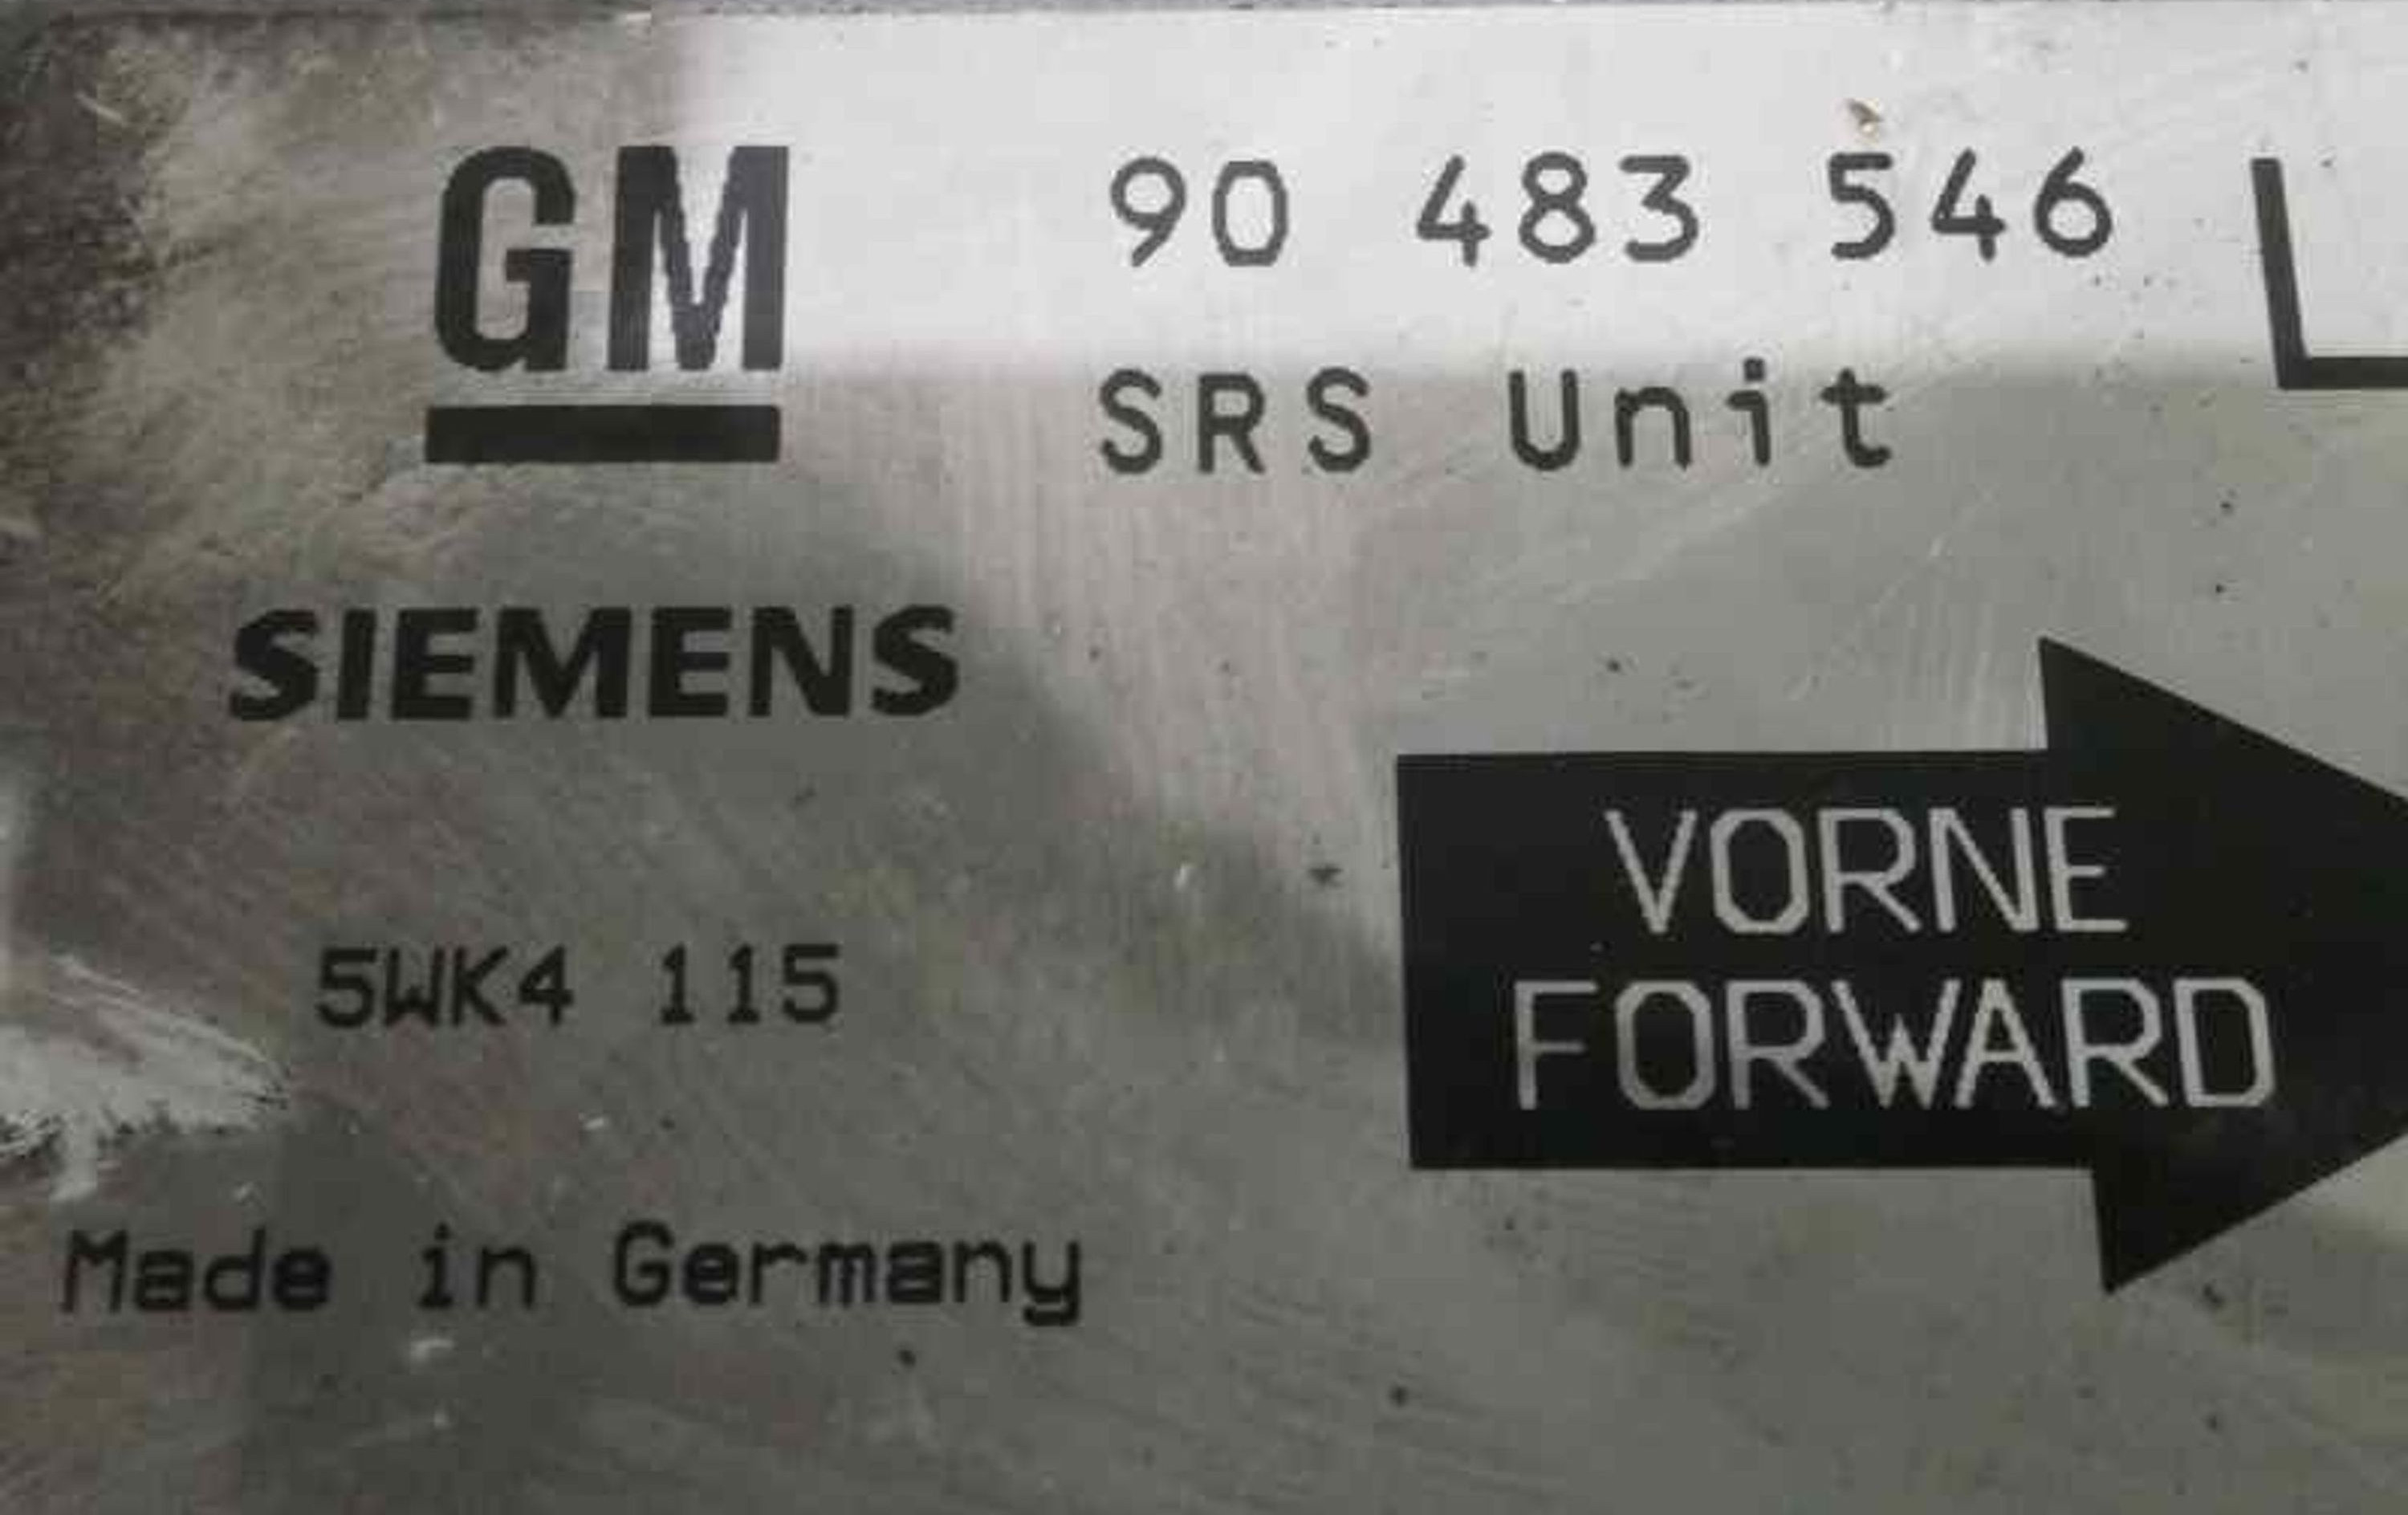 GM 90 483 546
SRS Unit
SIEMENS
VORNE
FORWARD
5WK4 115
Made in Germany